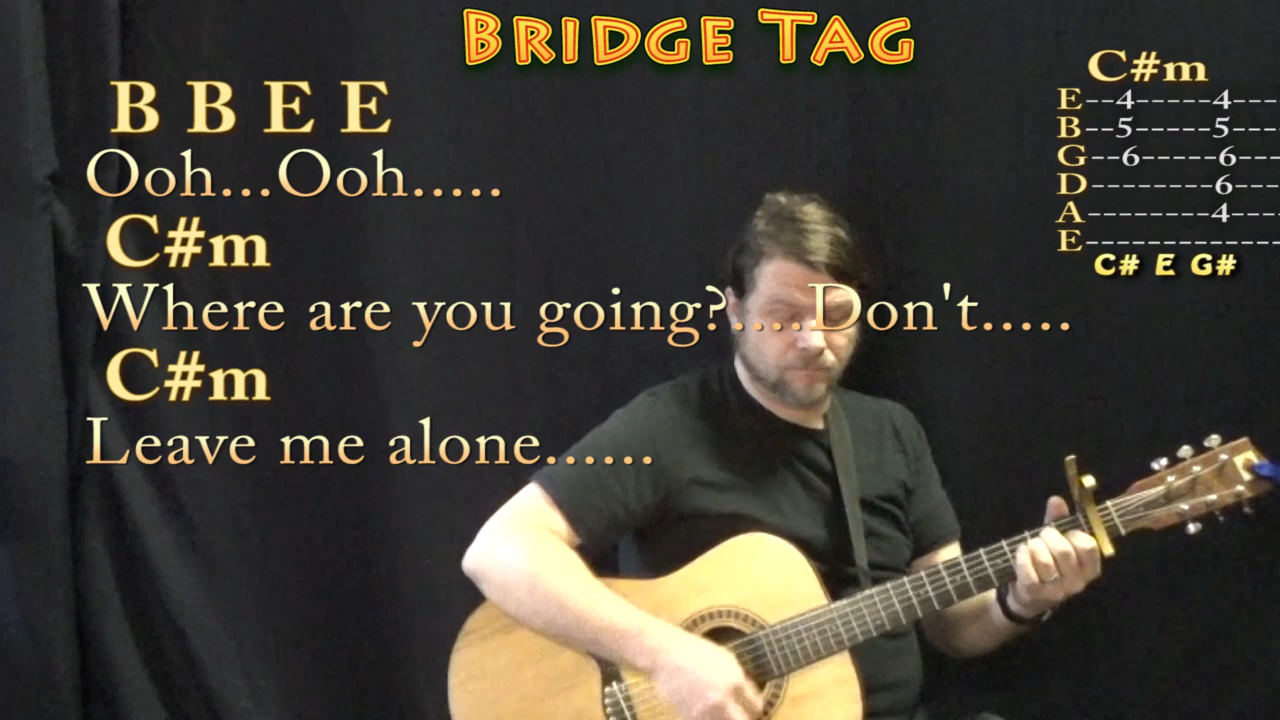 BRIDGE TAG
B B E E
Ooh...Ooh.....
C#m
Where are you going?....Don't.....
C#m
Leave me alone......
C#m
E--4-----4---
B--5-----5---
G--6-----6---
D--------6---
A--------4---
E------------
C# E G#